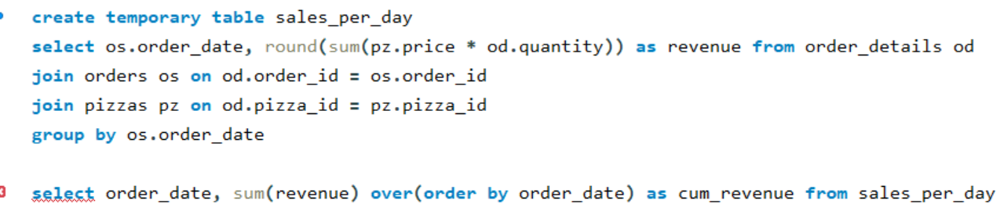 create temporary table sales_per_day
select os.order_date, round(sum(pz.price * od.quantity)) as revenue from order_details od
join orders os on od.order_id = os.order_id
join pizzas pz on od.pizza_id = pz.pizza_id
group by os.order_date
select order_date, sum(revenue) over(order by order_date) as cum_revenue from sales_per_day